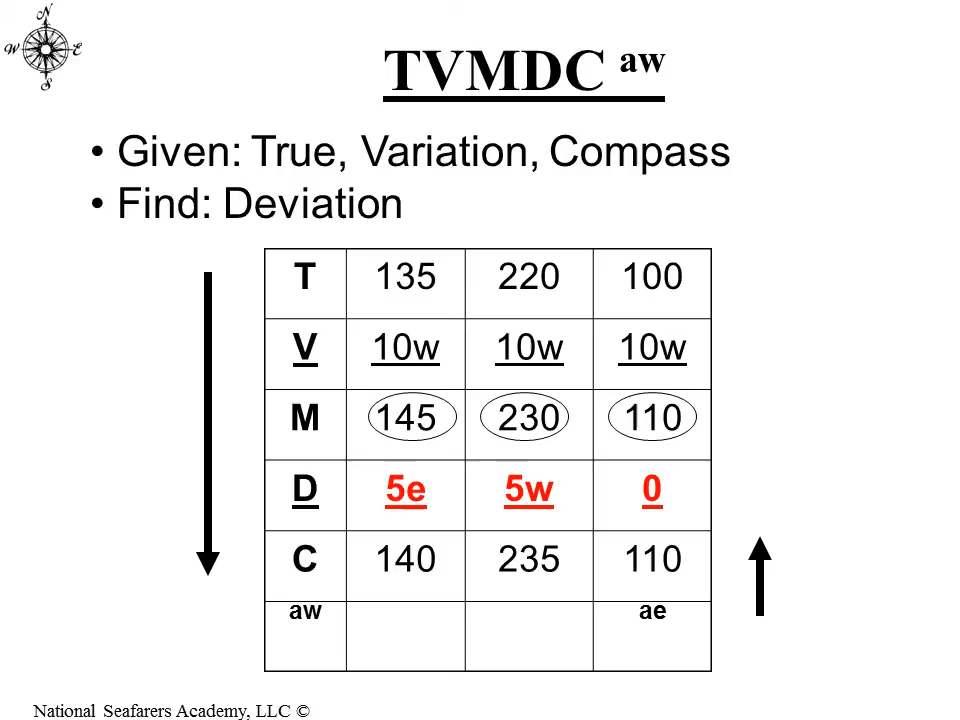 N
W E
S
TVMDC aw
• Given: True, Variation, Compass
• Find: Deviation
T 135 220 100
V 10w 10w 10w
M 145 230 110
D 5e 5w 0
C 140 235 110
aw ae
National Seafarers Academy, LLC ©